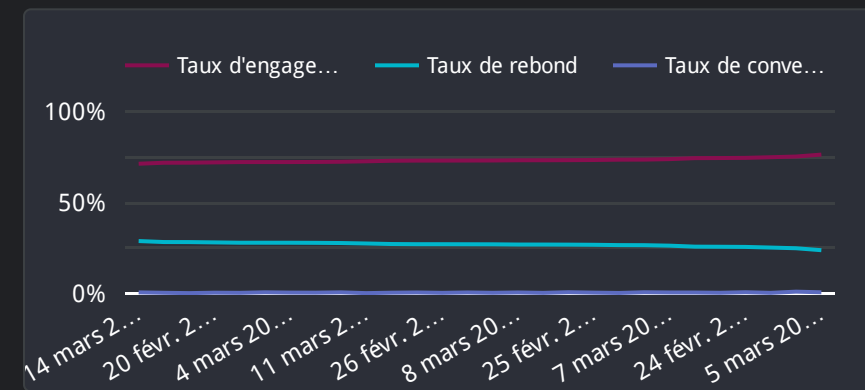 Taux d'engage… Taux de rebond Taux de conve…
100%
50%
0%
14 mars 2… 20 févr. 2… 4 mars 20… 11 mars 2… 26 févr. 2… 8 mars 20… 25 févr. 2… 7 mars 20… 24 févr. 2… 5 mars 20…